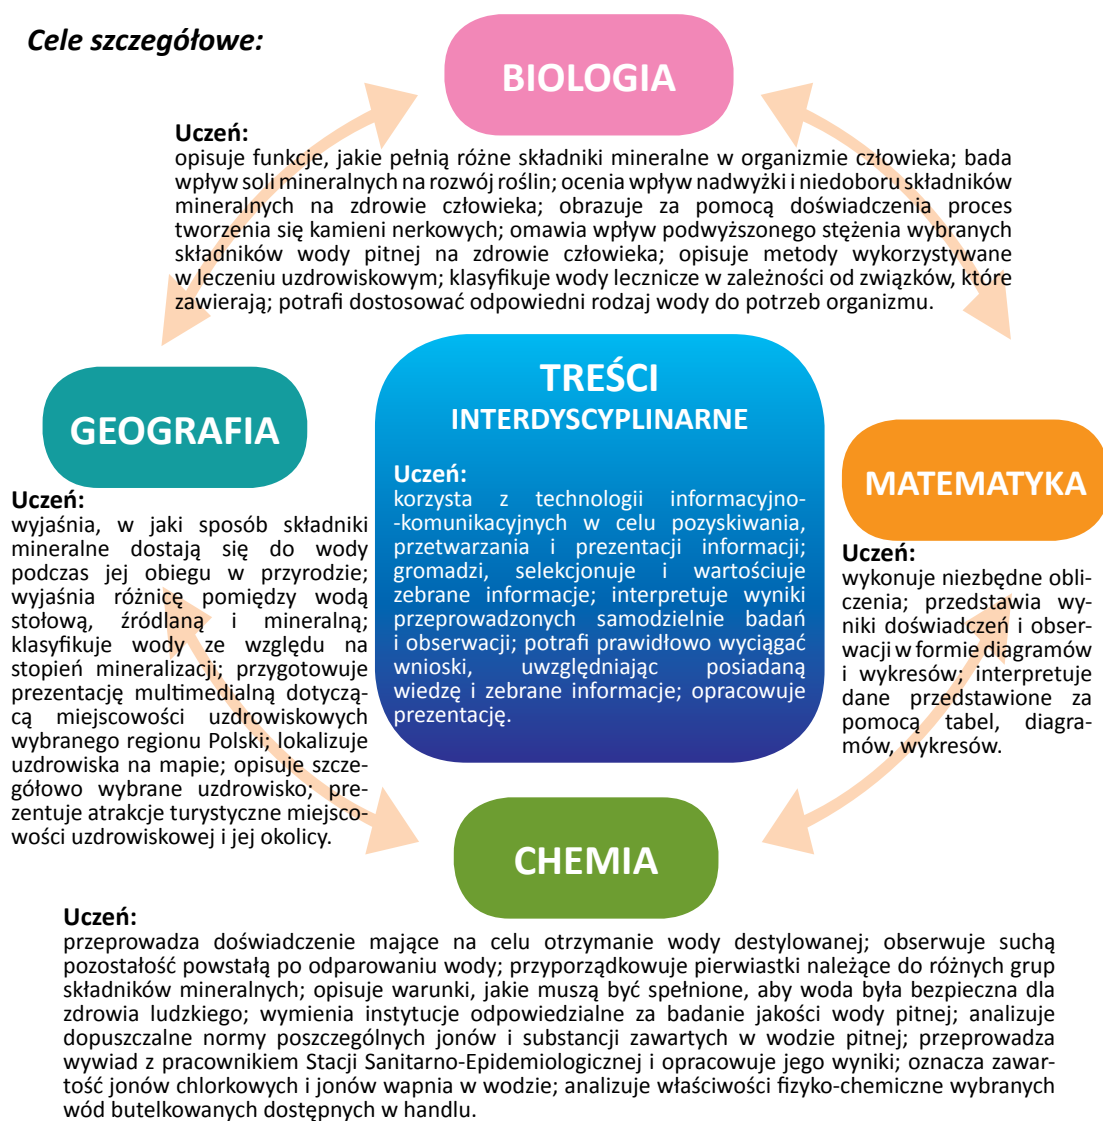 Cele szczegółowe:
BIOLOGIA
Uczeń:
opisuje funkcje, jakie pełnią różne składniki mineralne w organizmie człowieka; bada
wpływ soli mineralnych na rozwój roślin; ocenia wpływ nadwyżki i niedoboru składników
mineralnych na zdrowie człowieka; obrazuje za pomocą doświadczenia proces
tworzenia się kamieni nerkowych; omawia wpływ podwyższonego stężenia wybranych
składników wody pitnej na zdrowie człowieka; opisuje metody wykorzystywane
w leczeniu uzdrowiskowym; klasyfikuje wody lecznicze w zależności od związków, które
zawierają; potrafi dostosować odpowiedni rodzaj wody do potrzeb organizmu.
GEOGRAFIA
Uczeń:
wyjaśnia, w jaki sposób składniki
mineralne dostają się do wody
podczas jej obiegu w przyrodzie;
wyjaśnia różnicę pomiędzy wodą
stołową, źródlaną i mineralną;
klasyfikuje wody ze względu na
stopień mineralizacji; przygotowuje
prezentację multimedialną dotyczą-
cą miejscowości uzdrowiskowych
wybranego regionu Polski; lokalizuje
uzdrowiska na mapie; opisuje szcze-
gółowo wybrane uzdrowisko; pre-
zentuje atrakcje turystyczne miejsco-
wości uzdrowiskowej i jej okolicy.
TREŚCI
INTERDYSCYPLINARNE
Uczeń:
korzysta z technologii informacyjno-
-komunikacyjnych w celu pozyskiwania,
przetwarzania i prezentacji informacji;
gromadzi, selekcjonuje i wartościuje
zebrane informacje; interpretuje wyniki
przeprowadzonych samodzielnie badań
i obserwacji; potrafi prawidłowo wyciągać
wnioski, uwzględniając posiadaną
wiedzę i zebrane informacje; opracowuje
prezentację.
MATEMATYKA
Uczeń:
wykonuje niezbędne obli-
czenia; przedstawia wy-
niki doświadczeń i obser-
wacji w formie diagramów
i wykresów; interpretuje
dane przedstawione za
pomocą tabel, diagra-
mów, wykresów.
CHEMIA
Uczeń:
przeprowadza doświadczenie mające na celu otrzymanie wody destylowanej; obserwuje suchą
pozostałość powstałą po odparowaniu wody; przyporządkowuje pierwiastki należące do różnych grup
składników mineralnych; opisuje warunki, jakie muszą być spełnione, aby woda była bezpieczna dla
zdrowia ludzkiego; wymienia instytucje odpowiedzialne za badanie jakości wody pitnej; analizuje
dopuszczalne normy poszczególnych jonów i substancji zawartych w wodzie pitnej; przeprowadza
wywiad z pracownikiem Stacji Sanitarno-Epidemiologicznej i opracowuje jego wyniki; oznacza zawar-
tość jonów chlorkowych i jonów wapnia w wodzie; analizuje właściwości fizyko-chemiczne wybranych
wód butelkowanych dostępnych w handlu.